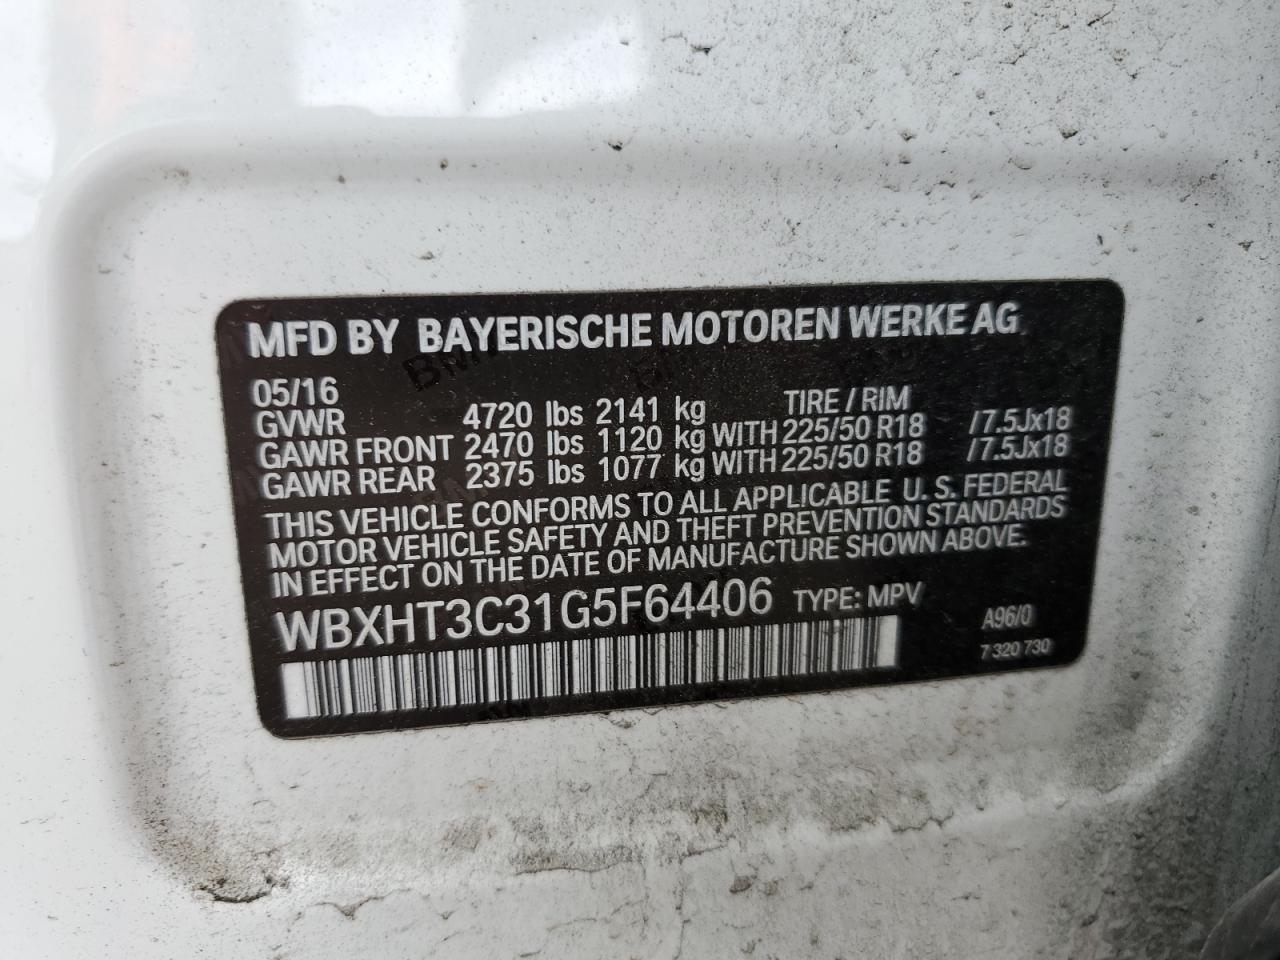 MFD BY BAYERISCHE MOTOREN WERKE AG
05/16 TIRE / RIM
GVWR 4720 lbs 2141 kg
GAWR FRONT 2470 lbs 1120 kg WITH 225/50 R18 /7.5Jx18
GAWR REAR 2375 lbs 1077 kg WITH 225/50 R18 /7.5Jx18
THIS VEHICLE CONFORMS TO ALL APPLICABLE U. S. FEDERAL
MOTOR VEHICLE SAFETY AND THEFT PREVENTION STANDARDS
IN EFFECT ON THE DATE OF MANUFACTURE SHOWN ABOVE.
WBXHT3C31G5F64406 TYPE: MPV
A96/0
7 320 730